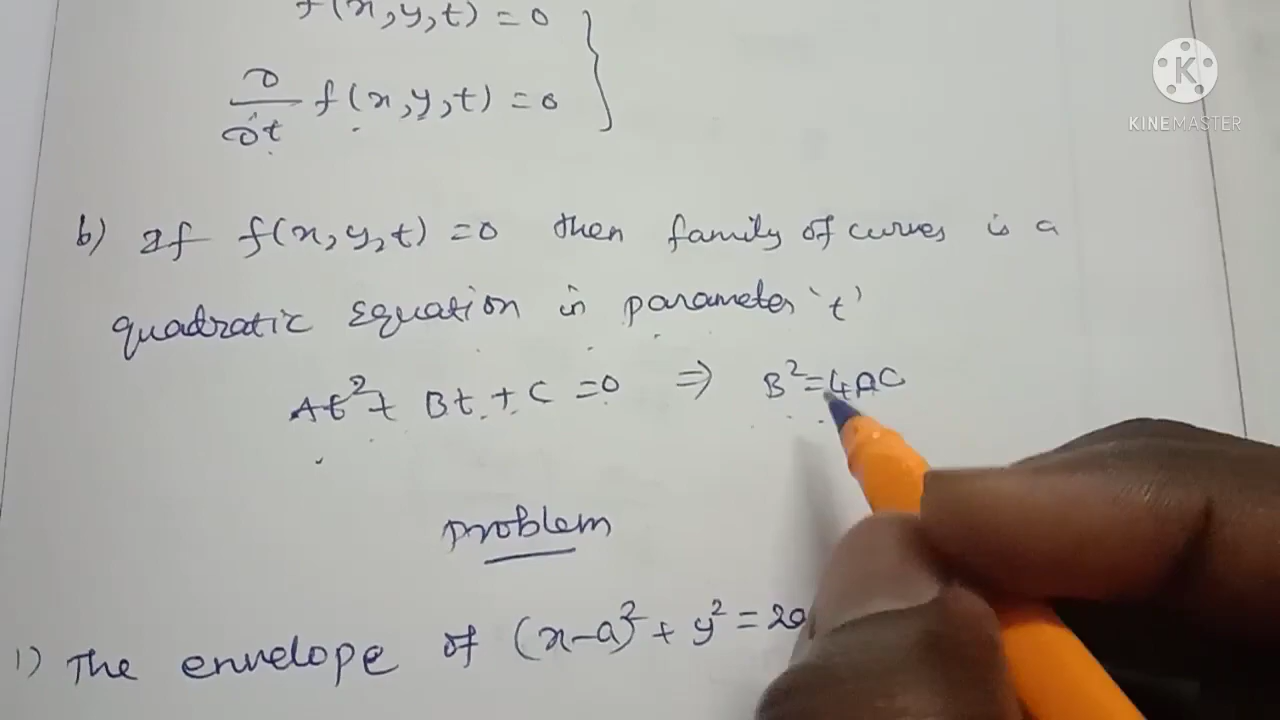 f(x,y,t) = 0
∂/∂t f(x,y,t) = 0
KINEMASTER
b) If f(x,y,t) = 0 then family of curves is a
quadratic equation in parameter 't'
At² + Bt + C = 0 ⇒ B² = 4AC
Problem
1) The envelope of (x-a)² + y² = 2a